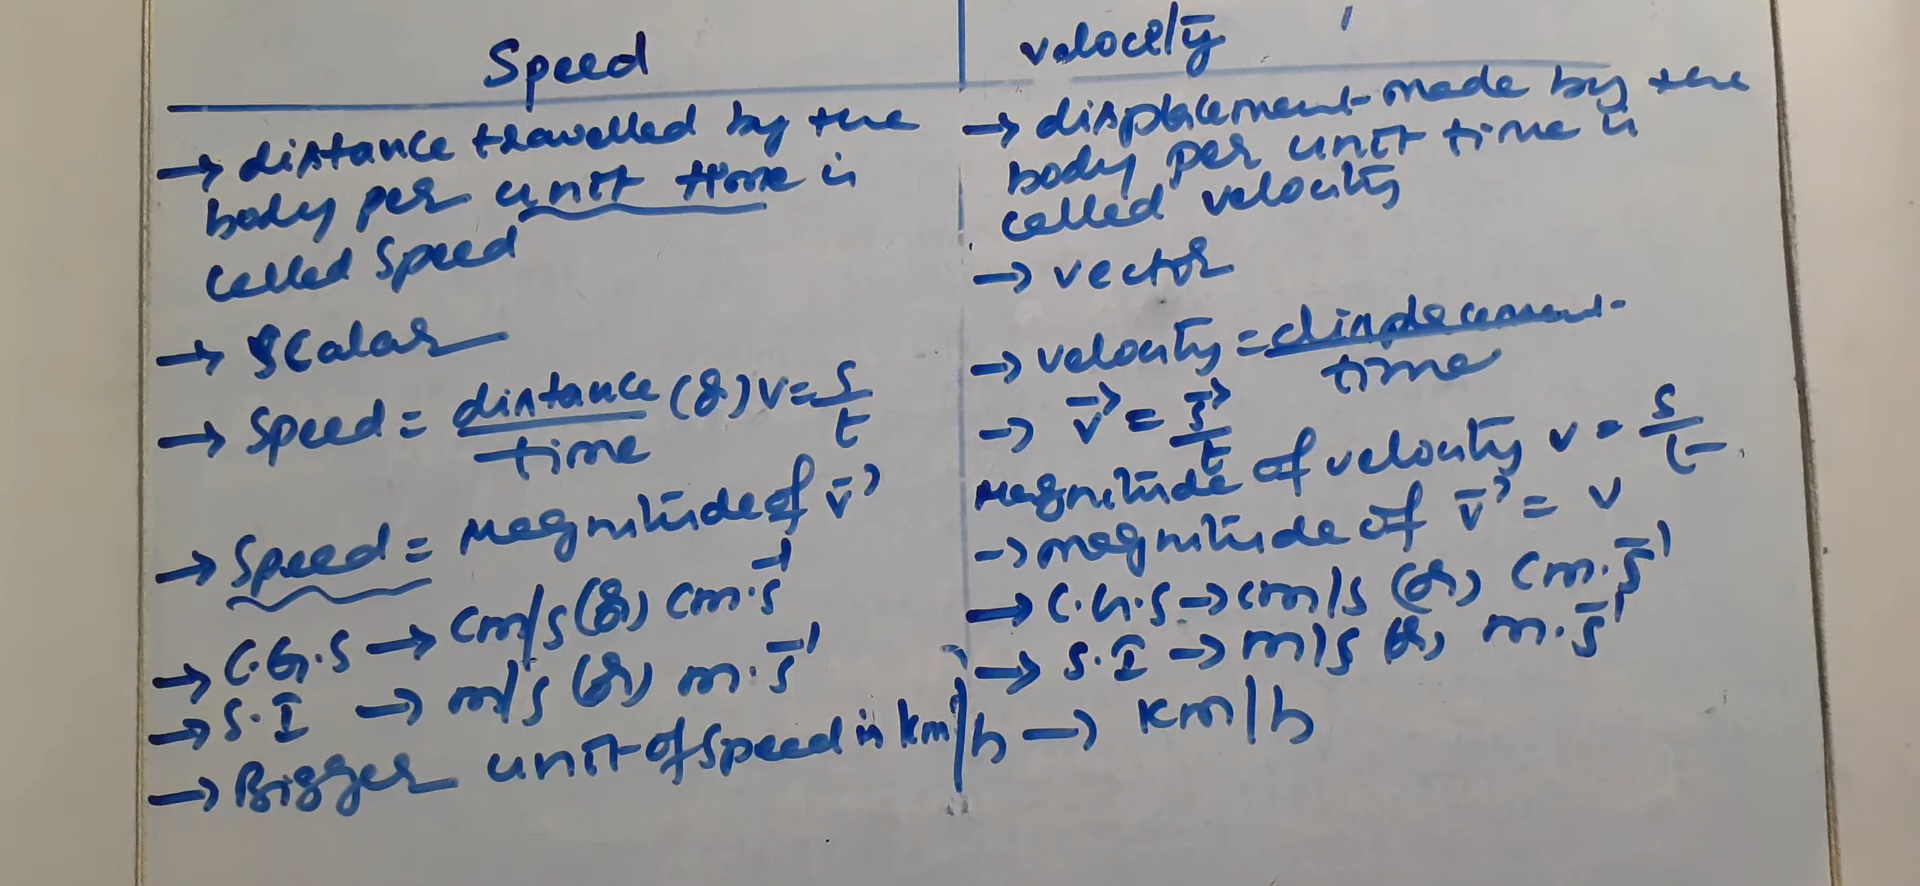 Speed
→ distance travelled by the
body per unit time is
called speed
→ Scalar
→ Speed = distance/time (or) v = s/t
→ Speed = Magnitude of v⃗
→ C.G.S → cm/s (or) cm.s⁻¹
→ S.I → m/s (or) m.s⁻¹
→ Bigger unit of speed is km/h
velocity
→ displacement made by the
body per unit time is
called velocity
→ vector
→ velocity = displacement/time
→ v⃗ = s⃗/t
Magnitude of velocity v = s/t
→ magnitude of v⃗ = v
→ C.G.S → cm/s (or) cm.s⁻¹
→ S.I → m/s (or) m.s⁻¹
→ km/h